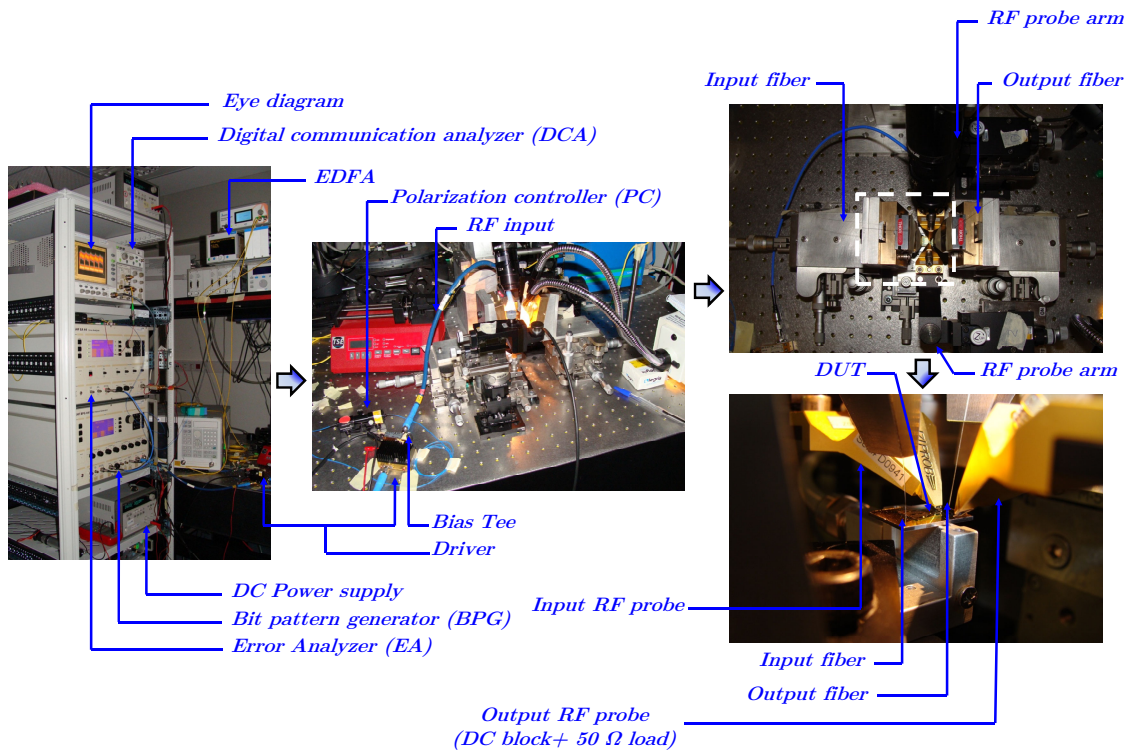 RF probe arm
Input fiber
Output fiber
Eye diagram
Digital communication analyzer (DCA)
EDFA
Polarization controller (PC)
RF input
TSE
DUT
RF probe arm
D0941
Bias Tee
Driver
DC Power supply
Bit pattern generator (BPG)
Error Analyzer (EA)
Input RF probe
Input fiber
Output fiber
Output RF probe
(DC block+ 50 Ω load)